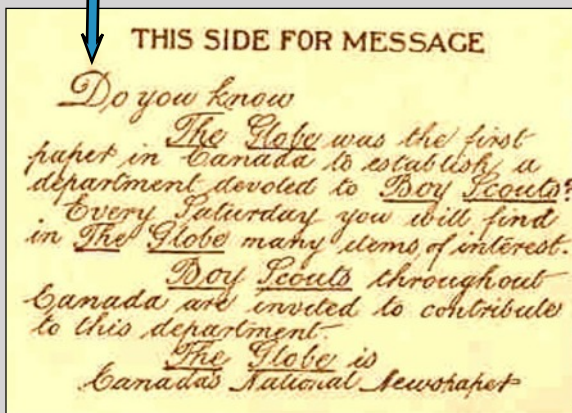 THIS SIDE FOR MESSAGE
Do you know
The Globe was the first
paper in Canada to establish a
department devoted to Boy Scouts?
Every Saturday you will find
in The Globe many items of interest.
Boy Scouts throughout
Canada are invited to contribute
to this department.
The Globe is
Canadas National Newspaper